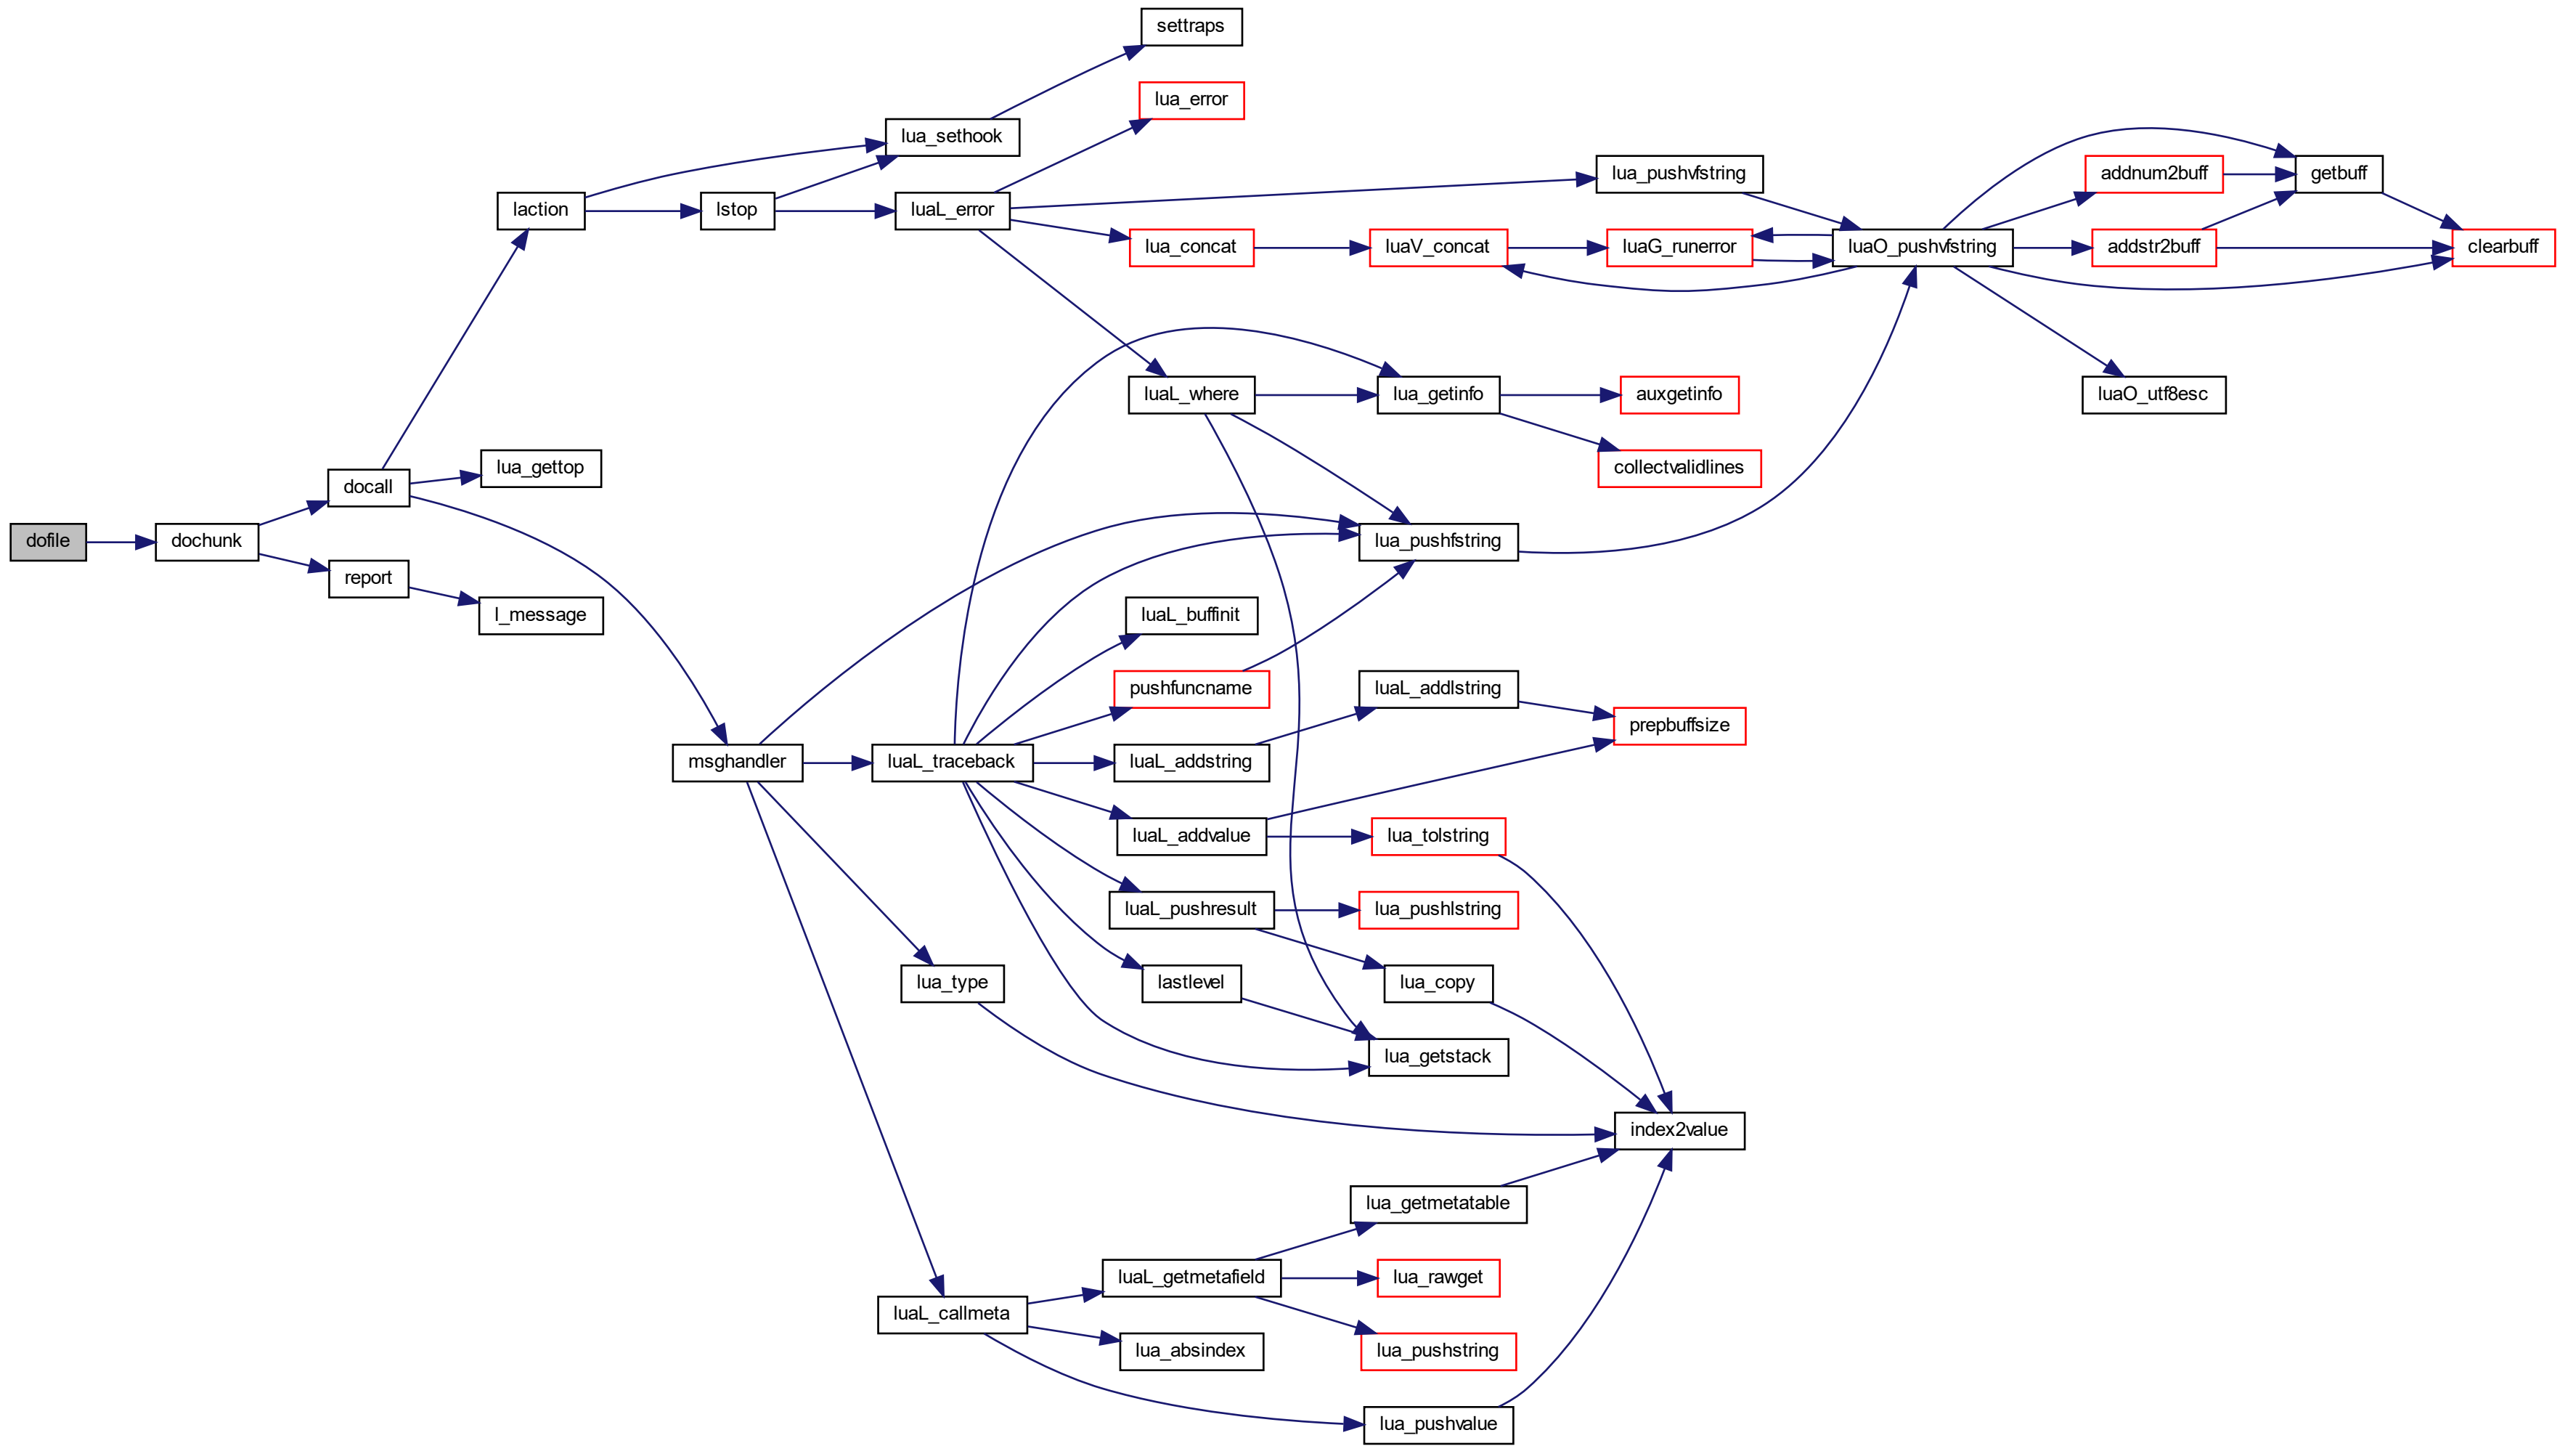 dofile
dochunk
docall
report
laction
lua_gettop
l_message
msghandler
lstop
lua_sethook
luaL_error
luaL_traceback
lua_type
luaL_callmeta
settraps
lua_error
lua_concat
luaL_where
luaL_buffinit
pushfuncname
luaL_addstring
luaL_addvalue
luaL_pushresult
lastlevel
luaL_getmetafield
lua_absindex
luaV_concat
lua_getinfo
lua_pushfstring
luaL_addlstring
lua_tolstring
lua_pushlstring
lua_copy
lua_getstack
lua_getmetatable
lua_rawget
lua_pushstring
lua_pushvalue
lua_pushvfstring
luaG_runerror
auxgetinfo
collectvalidlines
prepbuffsize
index2value
luaO_pushvfstring
addnum2buff
addstr2buff
luaO_utf8esc
getbuff
clearbuff